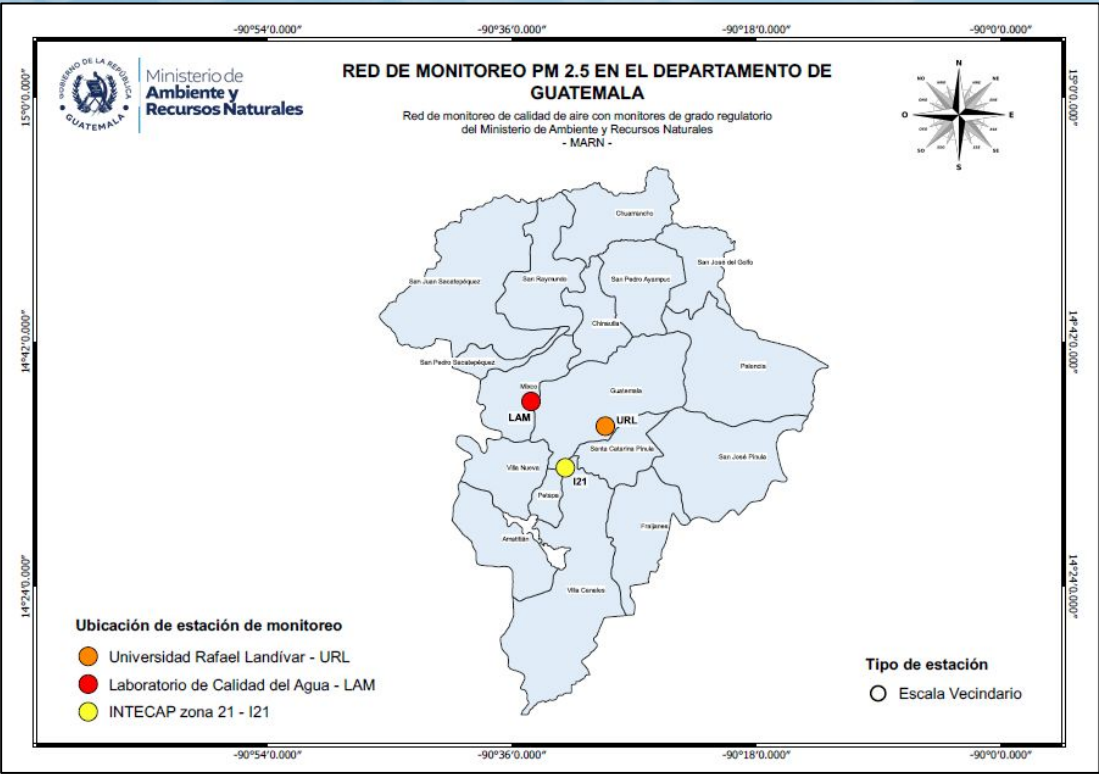 -90°54'0.000"
-90°36'0.000"
-90°18'0.000"
-90°0'0.000"
15°0'0.000"
15°0'0.000"
GOBIERNO DE LA REPÚBLICA
GUATEMALA
Ministerio de
Ambiente y
Recursos Naturales
RED DE MONITOREO PM 2.5 EN EL DEPARTAMENTO DE
GUATEMALA
Red de monitoreo de calidad de aire con monitores de grado regulatorio
del Ministerio de Ambiente y Recursos Naturales
- MARN -
N
NO
NE
O
E
SO
SE
S
Chuarrancho
San José del Golfo
San Juan Sacatepéquez
San Raymundo
San Pedro Ayampuc
Chinautla
14°42'0.000"
14°42'0.000"
San Pedro Sacatepéquez
Palencia
Mixco
Guatemala
LAM
URL
Santa Catarina Pinula
San José Pinula
Villa Nueva
I21
Petapa
Fraijanes
Amatitlán
14°24'0.000"
14°24'0.000"
Villa Canales
Ubicación de estación de monitoreo
Universidad Rafael Landívar - URL
Laboratorio de Calidad del Agua - LAM
INTECAP zona 21 - I21
Tipo de estación
Escala Vecindario
-90°54'0.000"
-90°36'0.000"
-90°18'0.000"
-90°0'0.000"